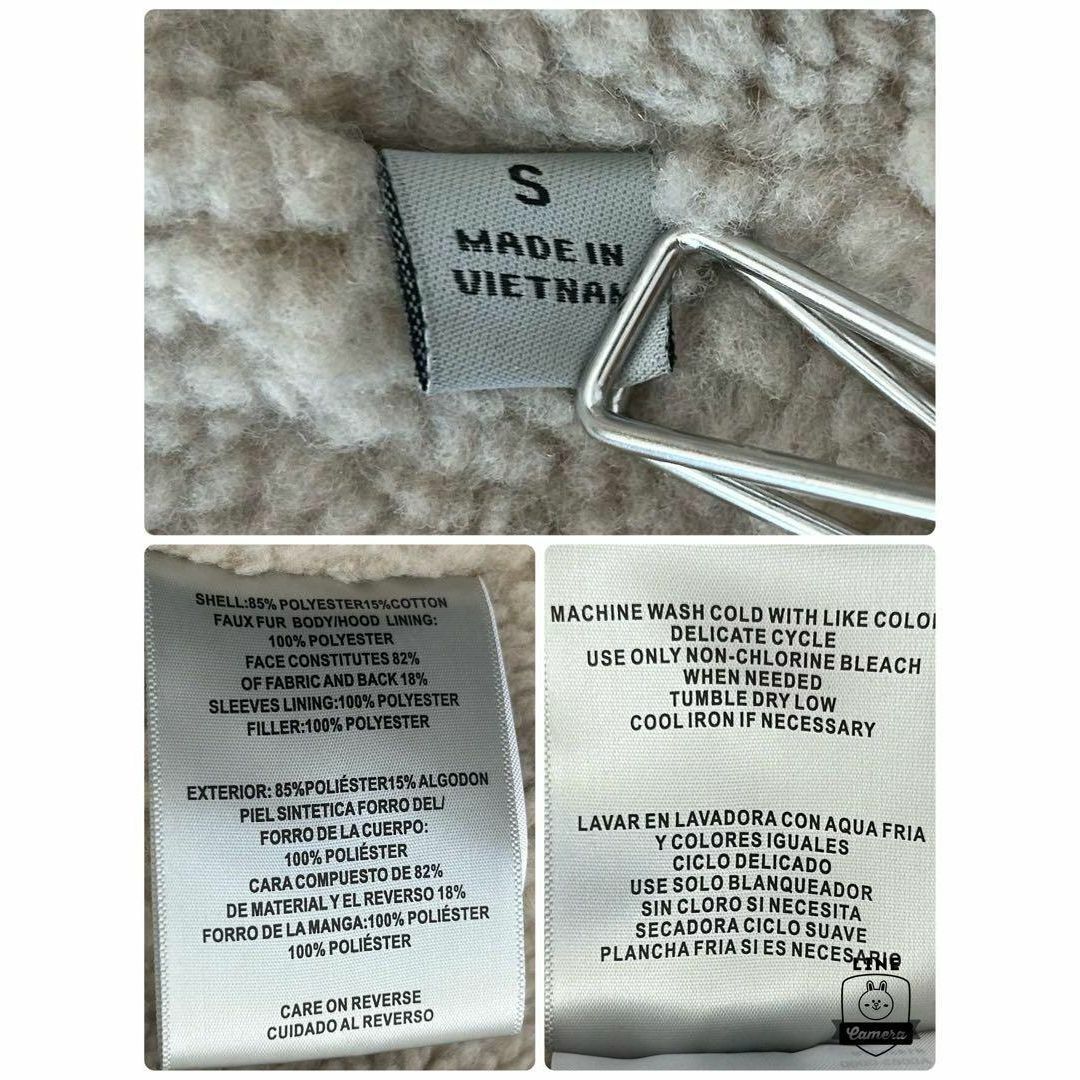 S
MADE IN
SHELL:85% POLYESTER15%COTTON
FAUX FUR BODY/HOOD LINING:
100% POLYESTER
FACE CONSTITUTES 82%
OF FABRIC AND BACK 18%
SLEEVES LINING:100% POLYESTER
FILLER:100% POLYESTER
EXTERIOR: 85%POLIÉSTER15% ALGODON
PIEL SINTETICA FORRO DEL/
FORRO DE LA CUERPO:
100% POLIÉSTER
CARA COMPUESTO DE 82%
DE MATERIAL Y EL REVERSO 18%
FORRO DE LA MANGA:100% POLIÉSTER
100% POLIÉSTER
CARE ON REVERSE
CUIDADO AL REVERSO
MACHINE WASH COLD WITH LIKE
DELICATE CYCLE
USE ONLY NON-CHLORINE BLEACH
WHEN NEEDED
TUMBLE DRY LOW
COOL IRON IF NECESSARY
LAVAR EN LAVADORA CON AQUA FRIA
Y COLORES IGUALES
CICLO DELICADO
USE SOLO BLANQUEADOR
SIN CLORO SI NECESITA
SECADORA CICLO SUAVE
PLANCHA FRIA SI ES NECESARIO
LINE
Camera